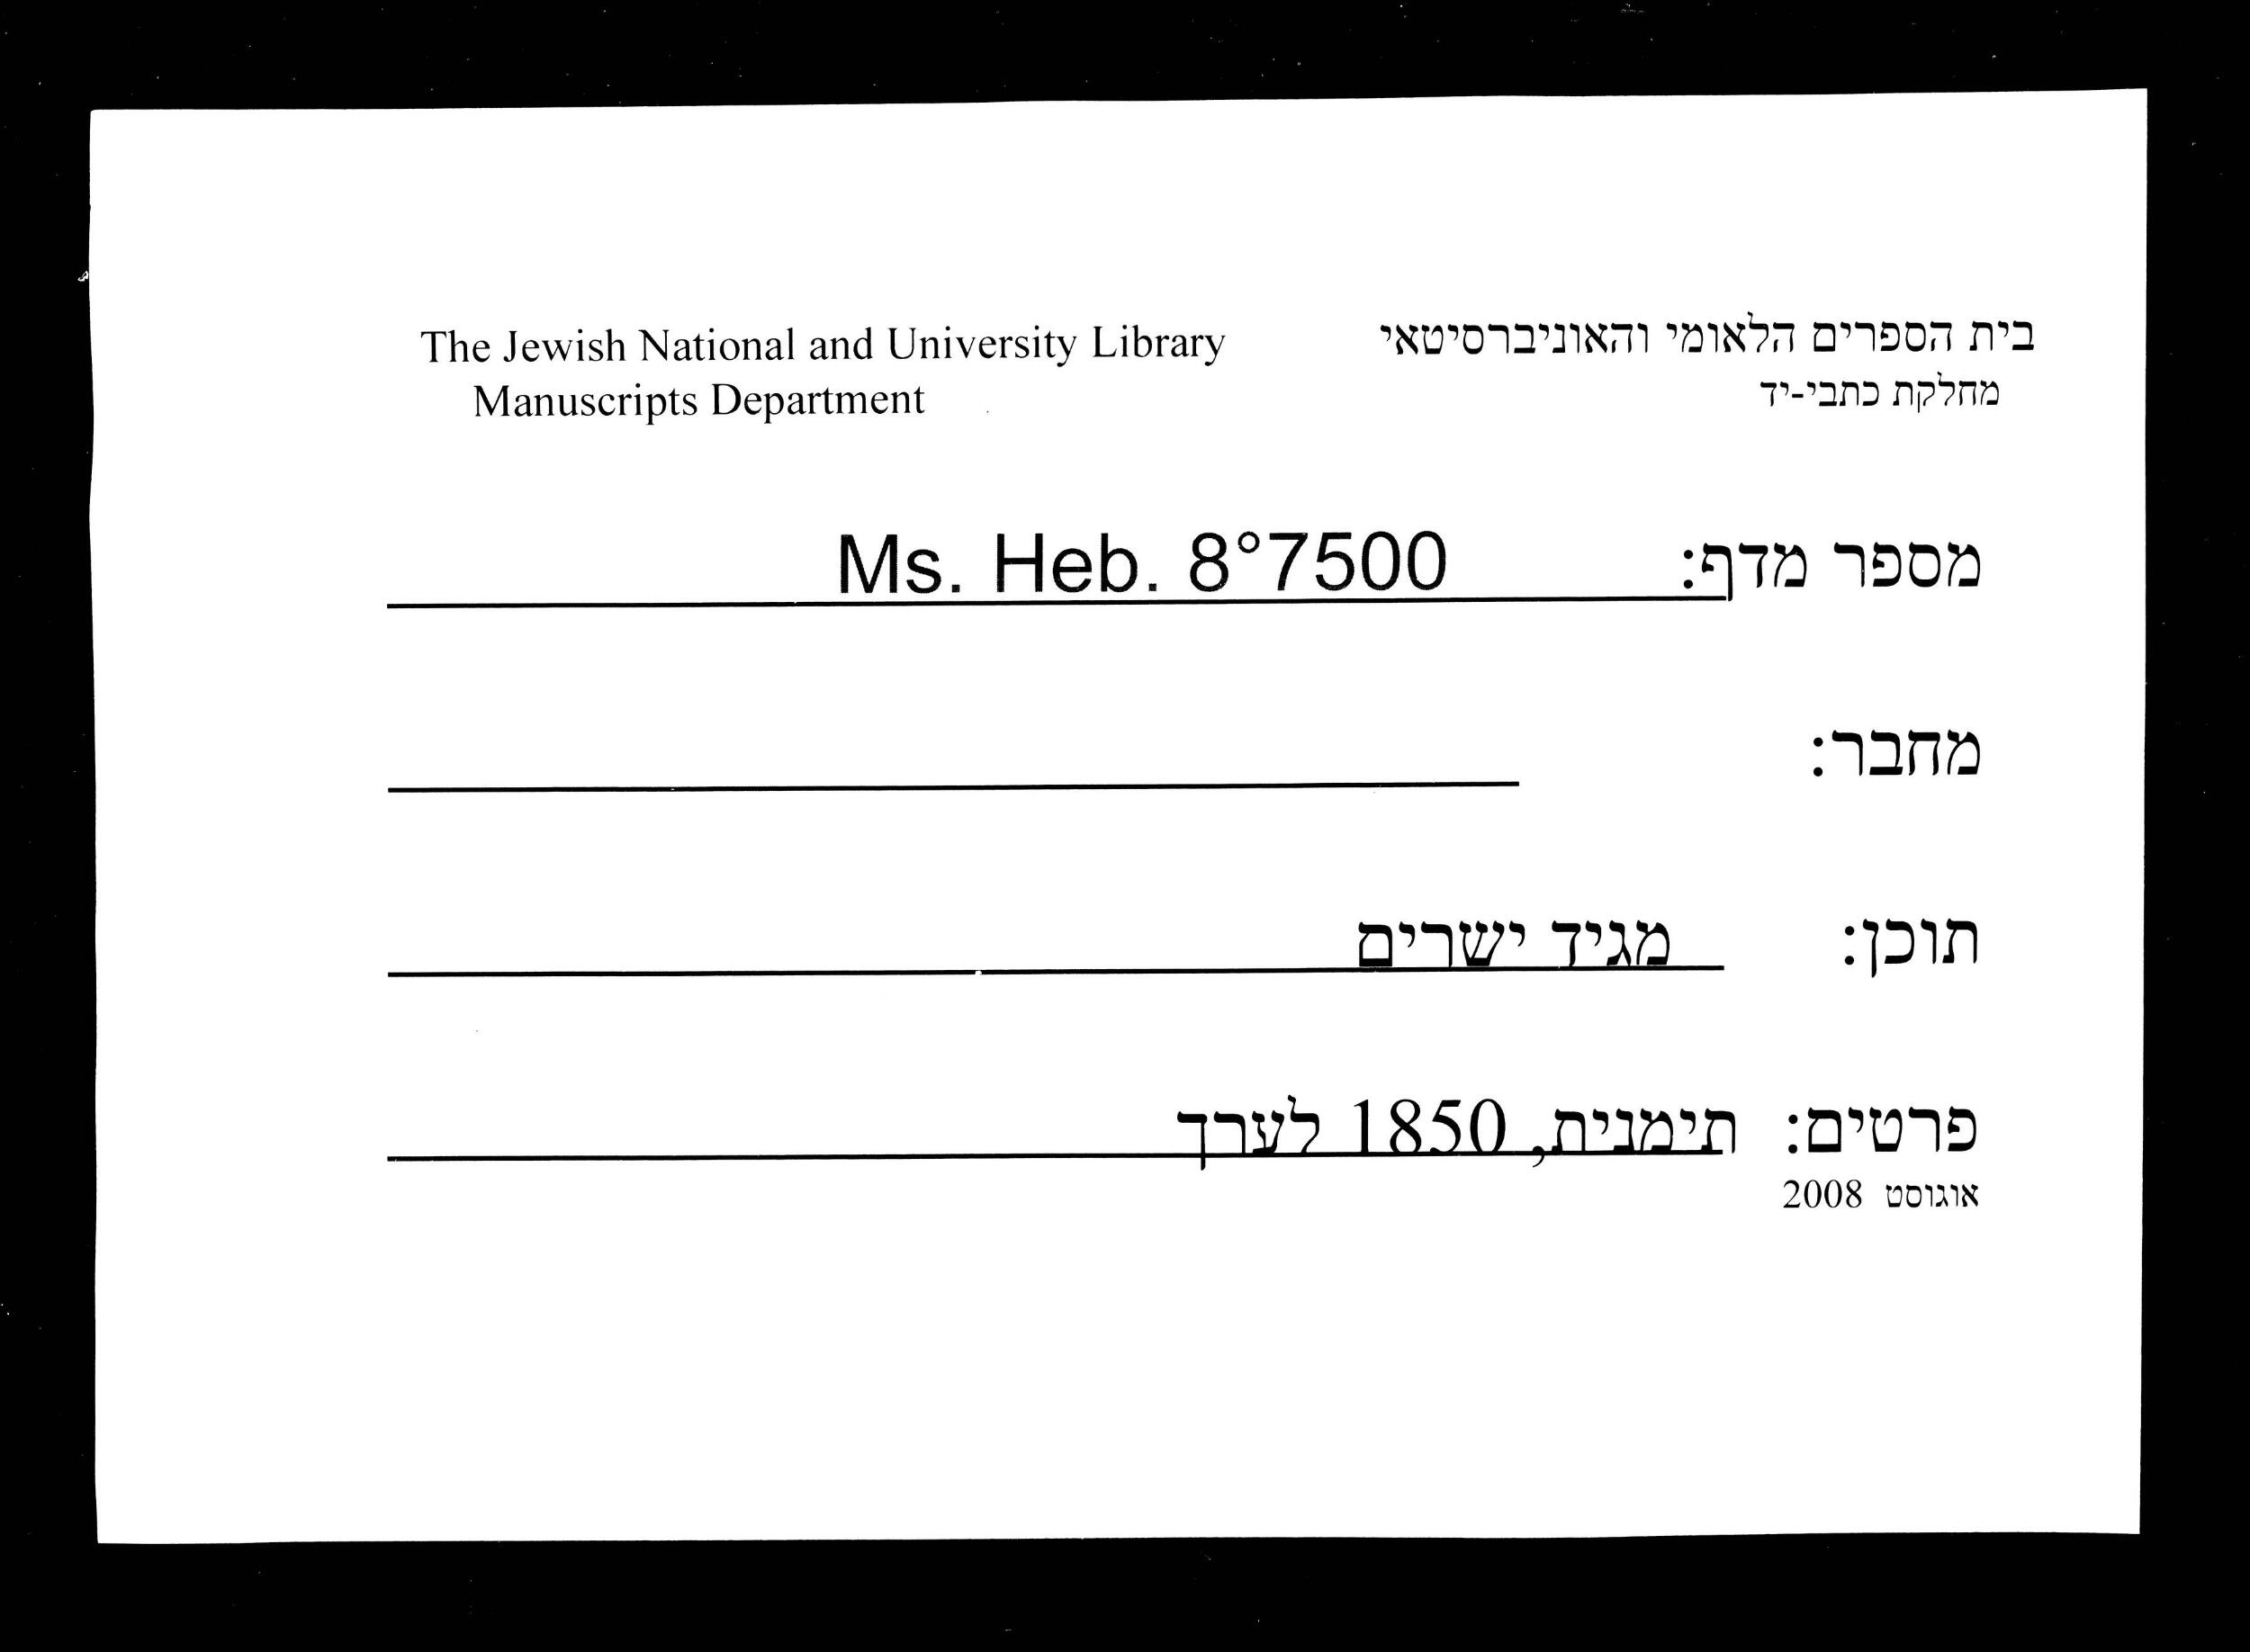 בית הספרים הלאומי והאוניברסיטאי
מחלקת כתבי-יד
The Jewish National and University Library
Manuscripts Department
מספר מדף: Ms. Heb. 8°7500
מחבר:
תוכן: מגיד ישרים
פרטים: תימנית, 1850 לערך
אוגוסט 2008